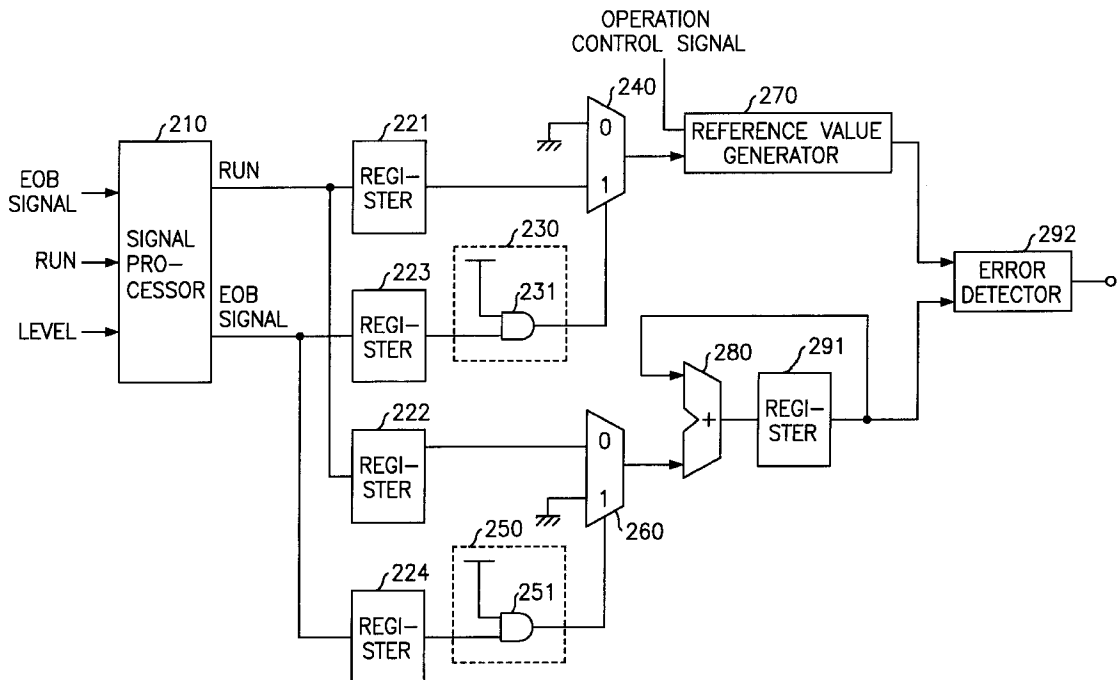 OPERATION
CONTROL SIGNAL
240
270
0
1
REFERENCE VALUE
GENERATOR
210
221
RUN
REGI-
STER
EOB
SIGNAL
RUN
LEVEL
SIGNAL
PRO-
CESSOR
EOB
SIGNAL
223
REGI-
STER
230
231
292
ERROR
DETECTOR
280
+
291
REGI-
STER
222
REGI-
STER
0
1
260
250
251
224
REGI-
STER